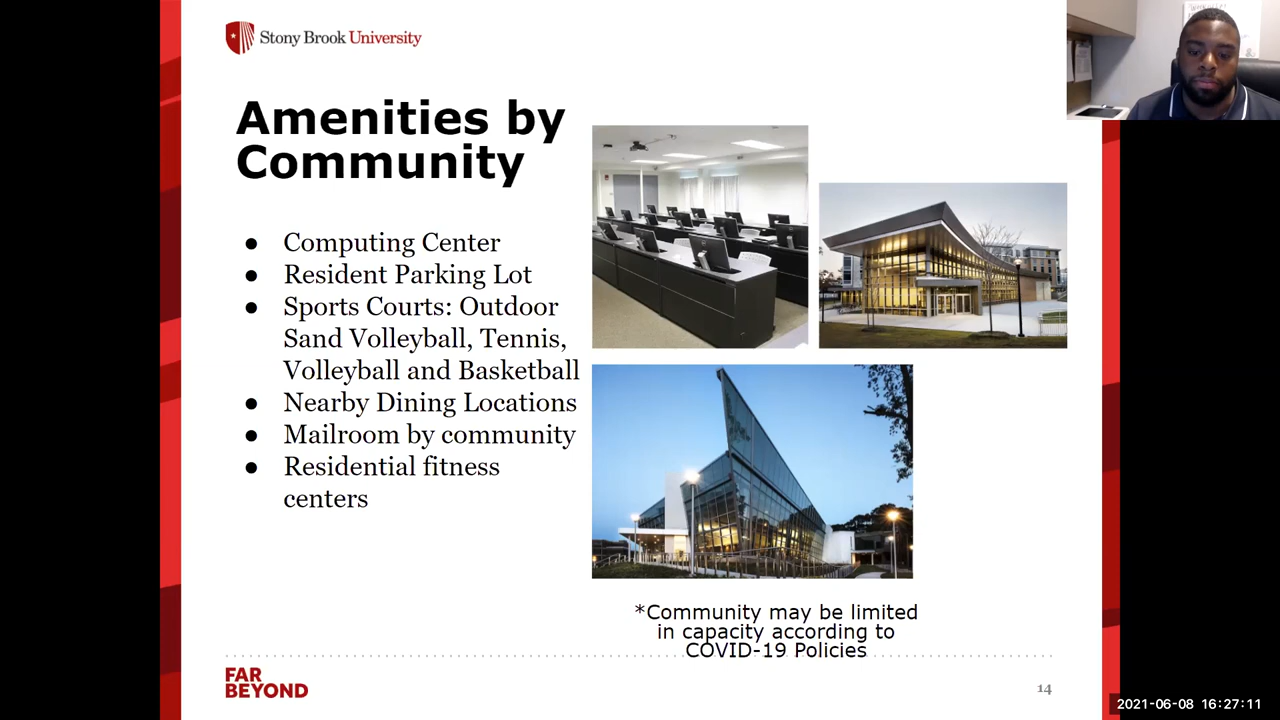 Stony Brook University
Amenities by
Community
● Computing Center
● Resident Parking Lot
● Sports Courts: Outdoor
Sand Volleyball, Tennis,
Volleyball and Basketball
● Nearby Dining Locations
● Mailroom by community
● Residential fitness
centers
*Community may be limited
in capacity according to
COVID-19 Policies
FAR
BEYOND
14
2021-06-08 16:27:11